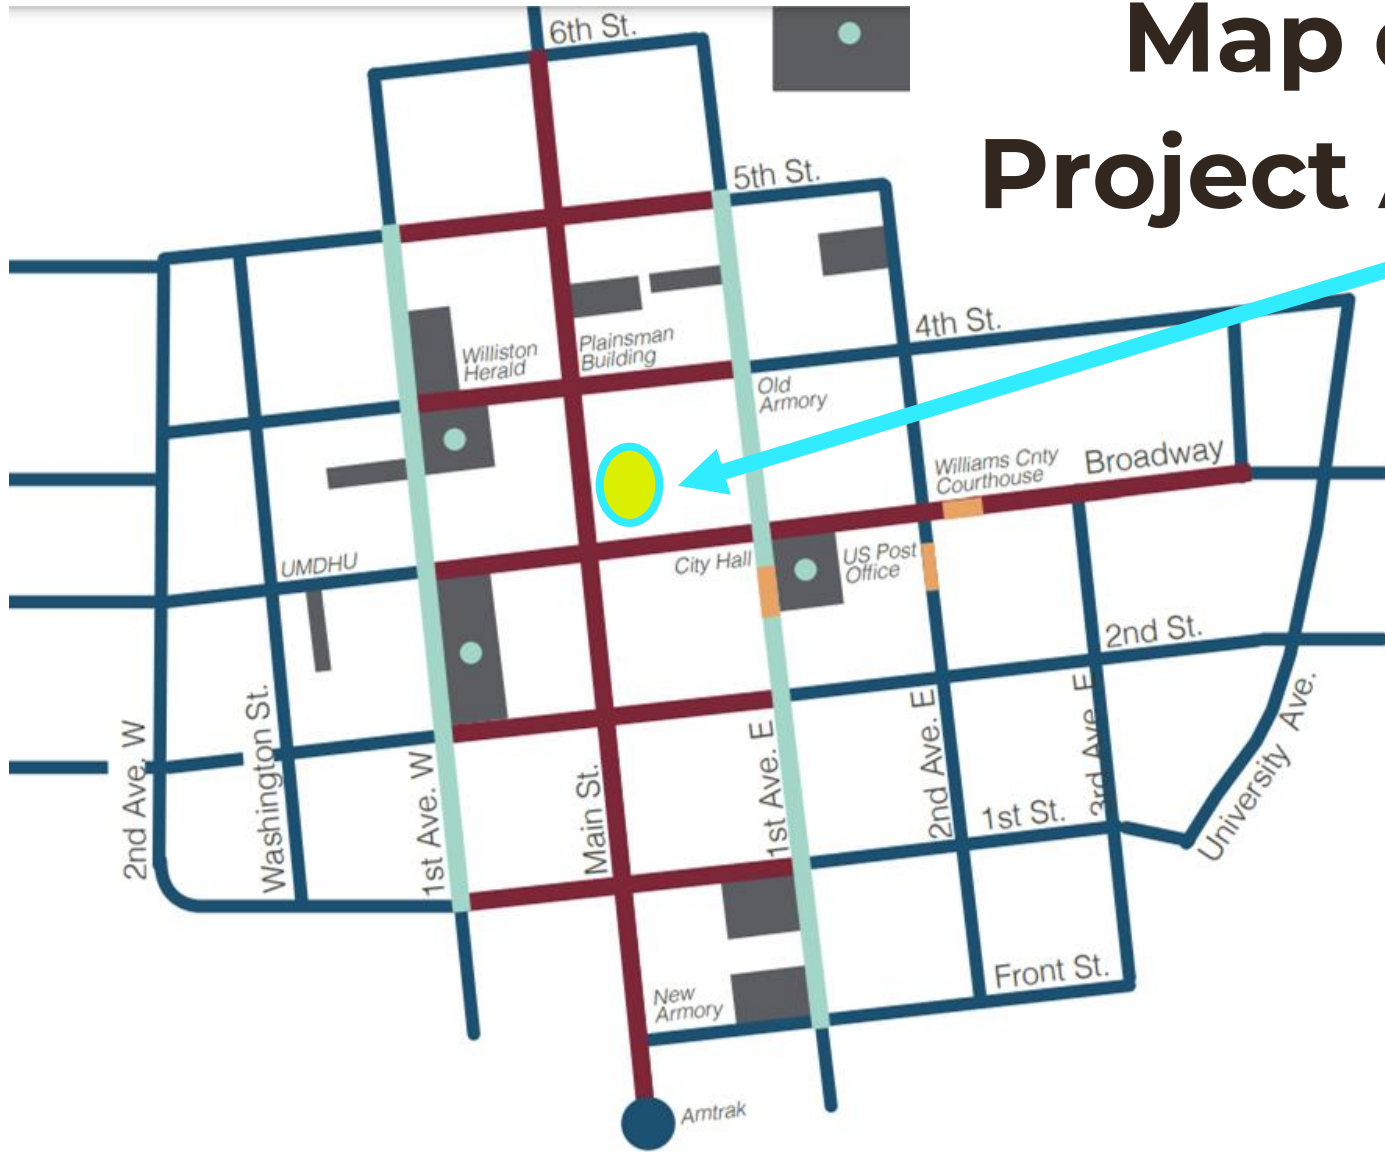 Map
Project
6th St.
5th St.
4th St.
Williston
Herald
Plainsman
Building
Old
Armory
Williams Cnty
Courthouse
Broadway
UMDHU
City Hall
US Post
Office
2nd St.
2nd Ave. W
Washington St.
1st Ave. W
Main St.
1st Ave. E
2nd Ave. E
3rd Ave. E
University Ave.
1st St.
New
Armory
Front St.
Amtrak